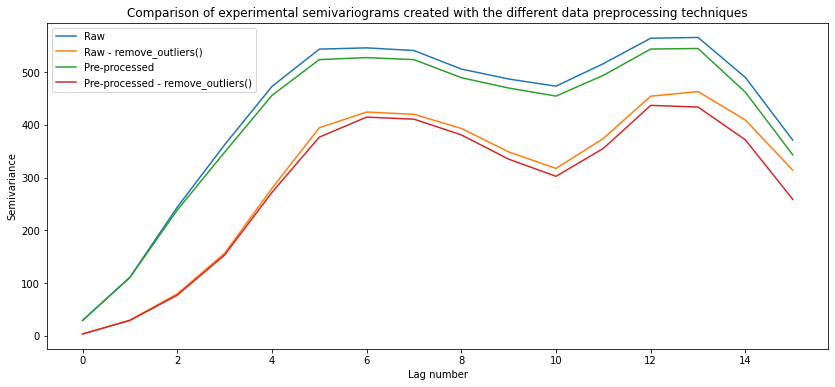 Comparison of experimental semivariograms created with the different data preprocessing techniques
Raw
Raw - remove_outliers()
Pre-processed
Pre-processed - remove_outliers()
500
400
300
200
100
0
Semivariance
0 2 4 6 8 10 12 14
Lag number